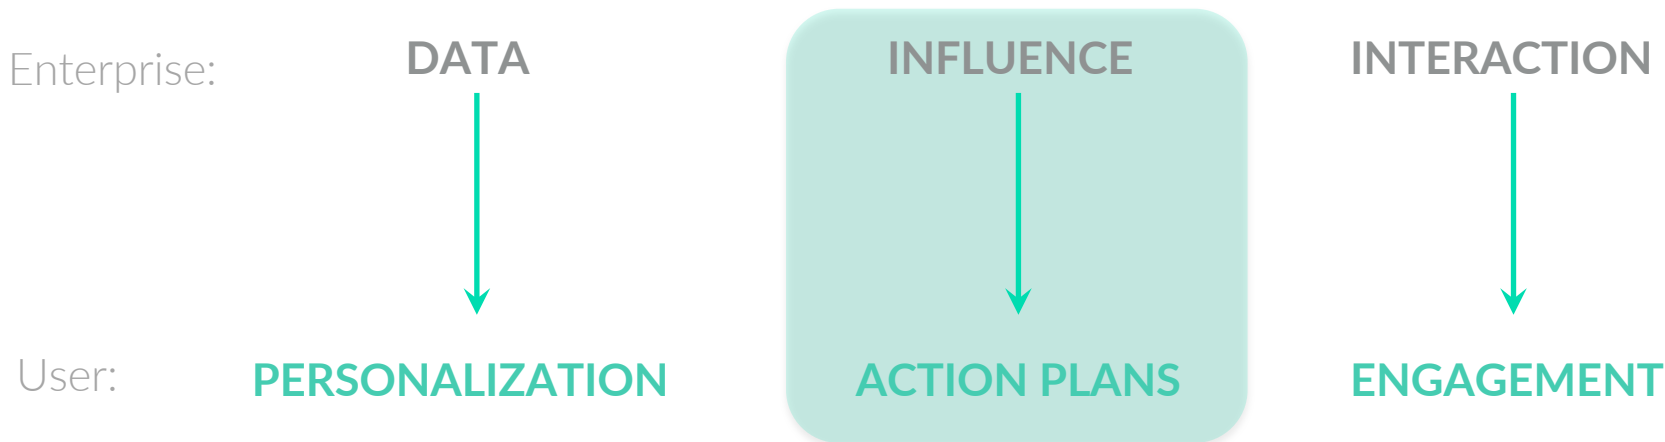 Enterprise: DATA INFLUENCE INTERACTION
User: PERSONALIZATION ACTION PLANS ENGAGEMENT